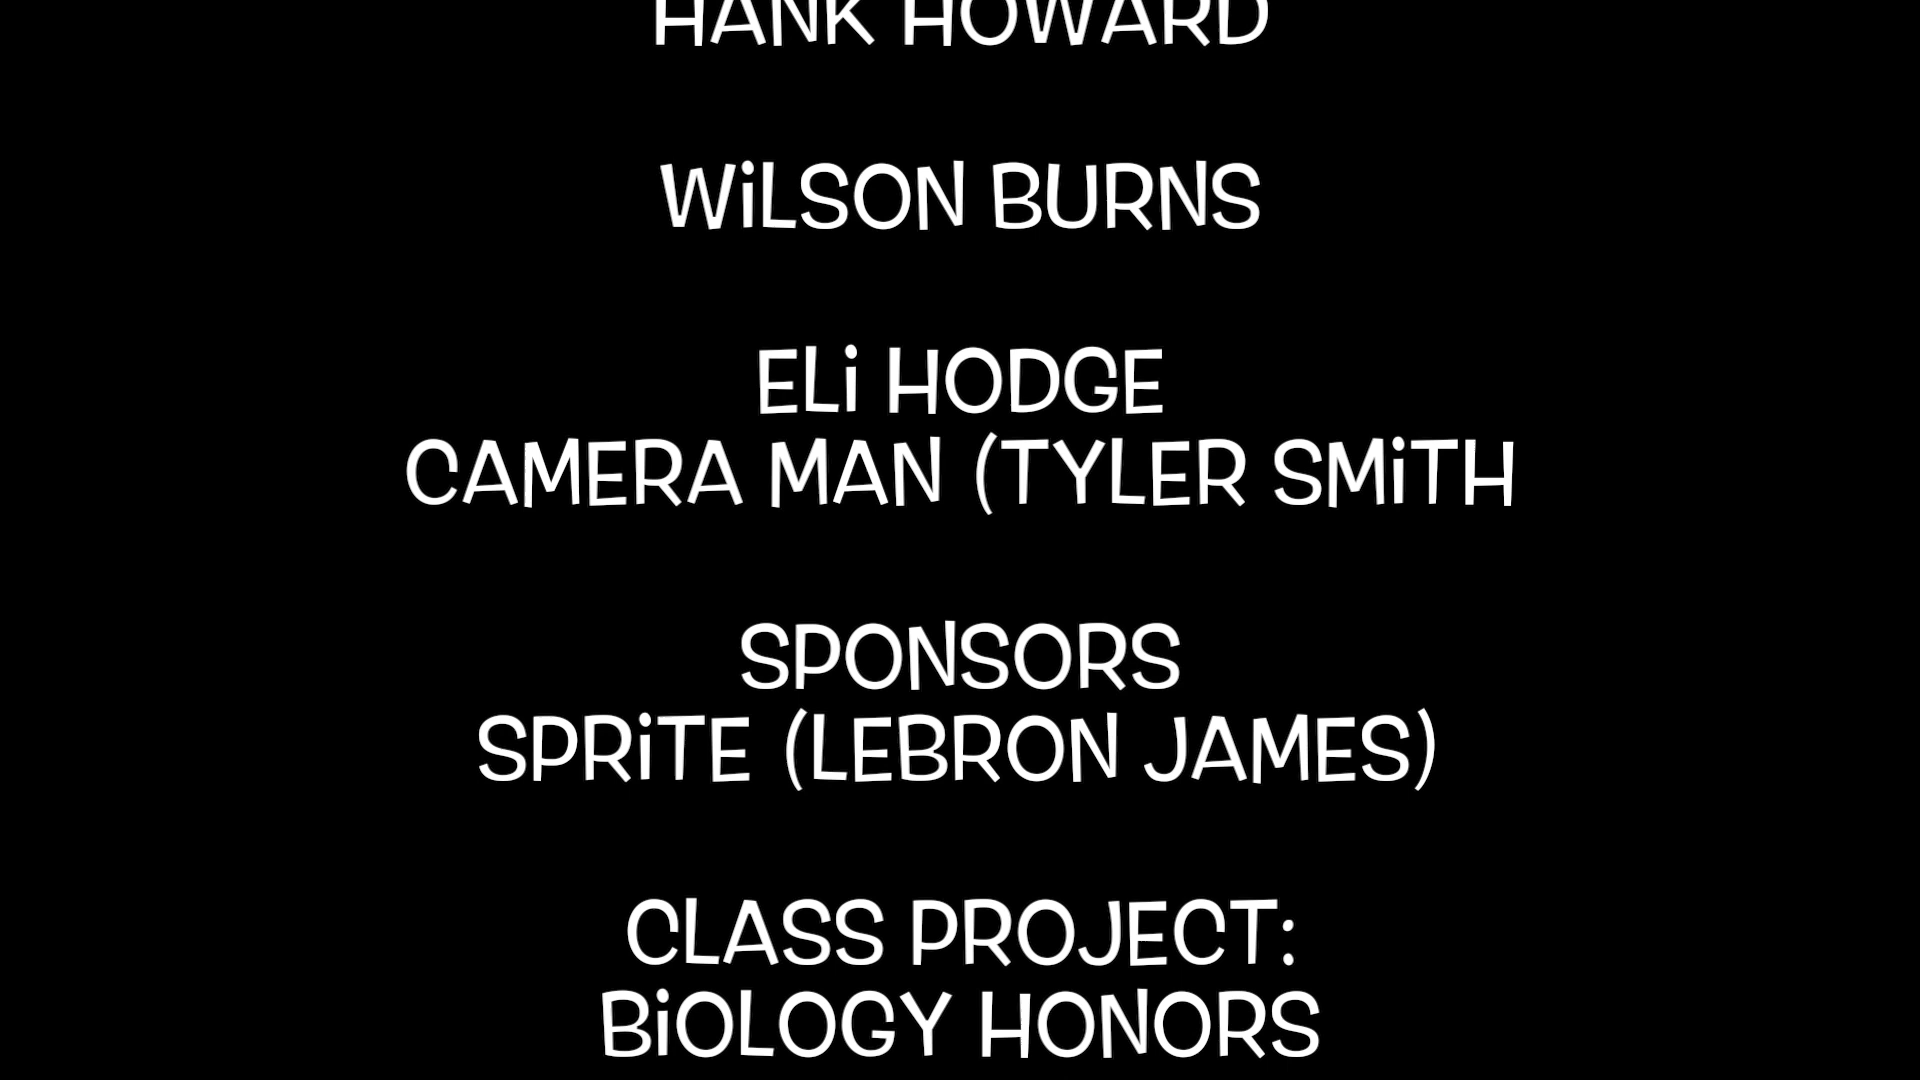 HANK HOWARD
WiLSON BURNS
ELi HODGE
CAMERA MAN (TYLER SMiTH
SPONSORS
SPRiTE (LEBRON JAMES)
CLASS PROJECT:
BiOLOGY HONORS